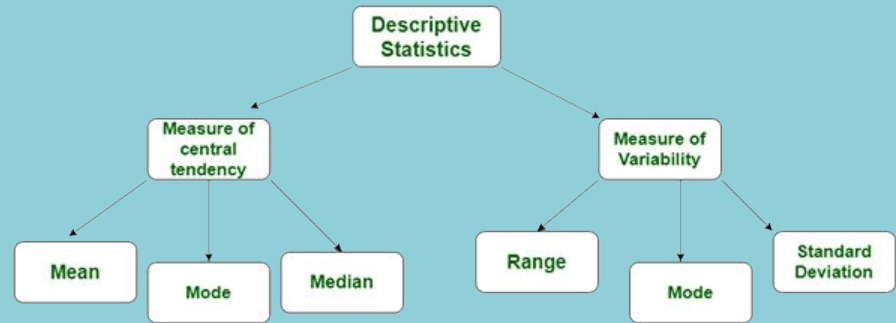 Descriptive
Statistics
Measure of
central
tendency
Measure of
Variability
Mean
Mode
Median
Range
Mode
Standard
Deviation